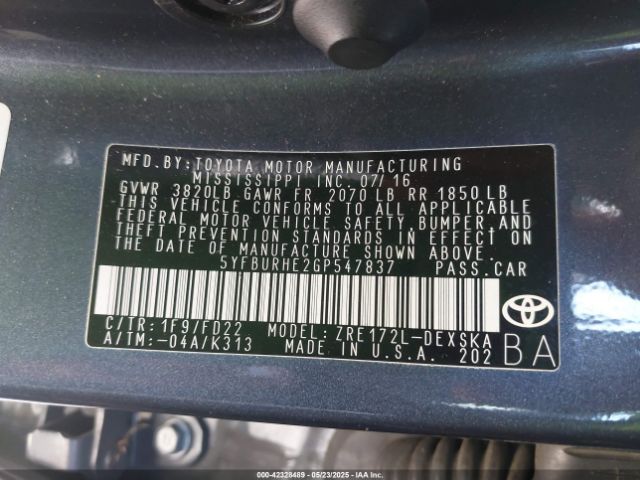 MFD.BY:TOYOTA MOTOR MANUFACTURING
MISSISSIPPI INC. 07/16
GVWR 3820LB GAWR FR 2070 LB RR 1850 LB
THIS VEHICLE CONFORMS TO ALL APPLICABLE
FEDERAL MOTOR VEHICLE SAFETY, BUMPER, AND
THEFT PREVENTION STANDARDS IN EFFECT ON
THE DATE OF MANUFACTURE SHOWN ABOVE.
5YFBURHE2GP547837 PASS.CAR
C/TR: 1F9/FD22 MODEL: ZRE172L-DEXSKA
A/TM:-04A/K313 MADE IN U.S.A. 202
BA
000-42328489 - 05/23/2025 - © Copyright 2025 IAA, LLC.